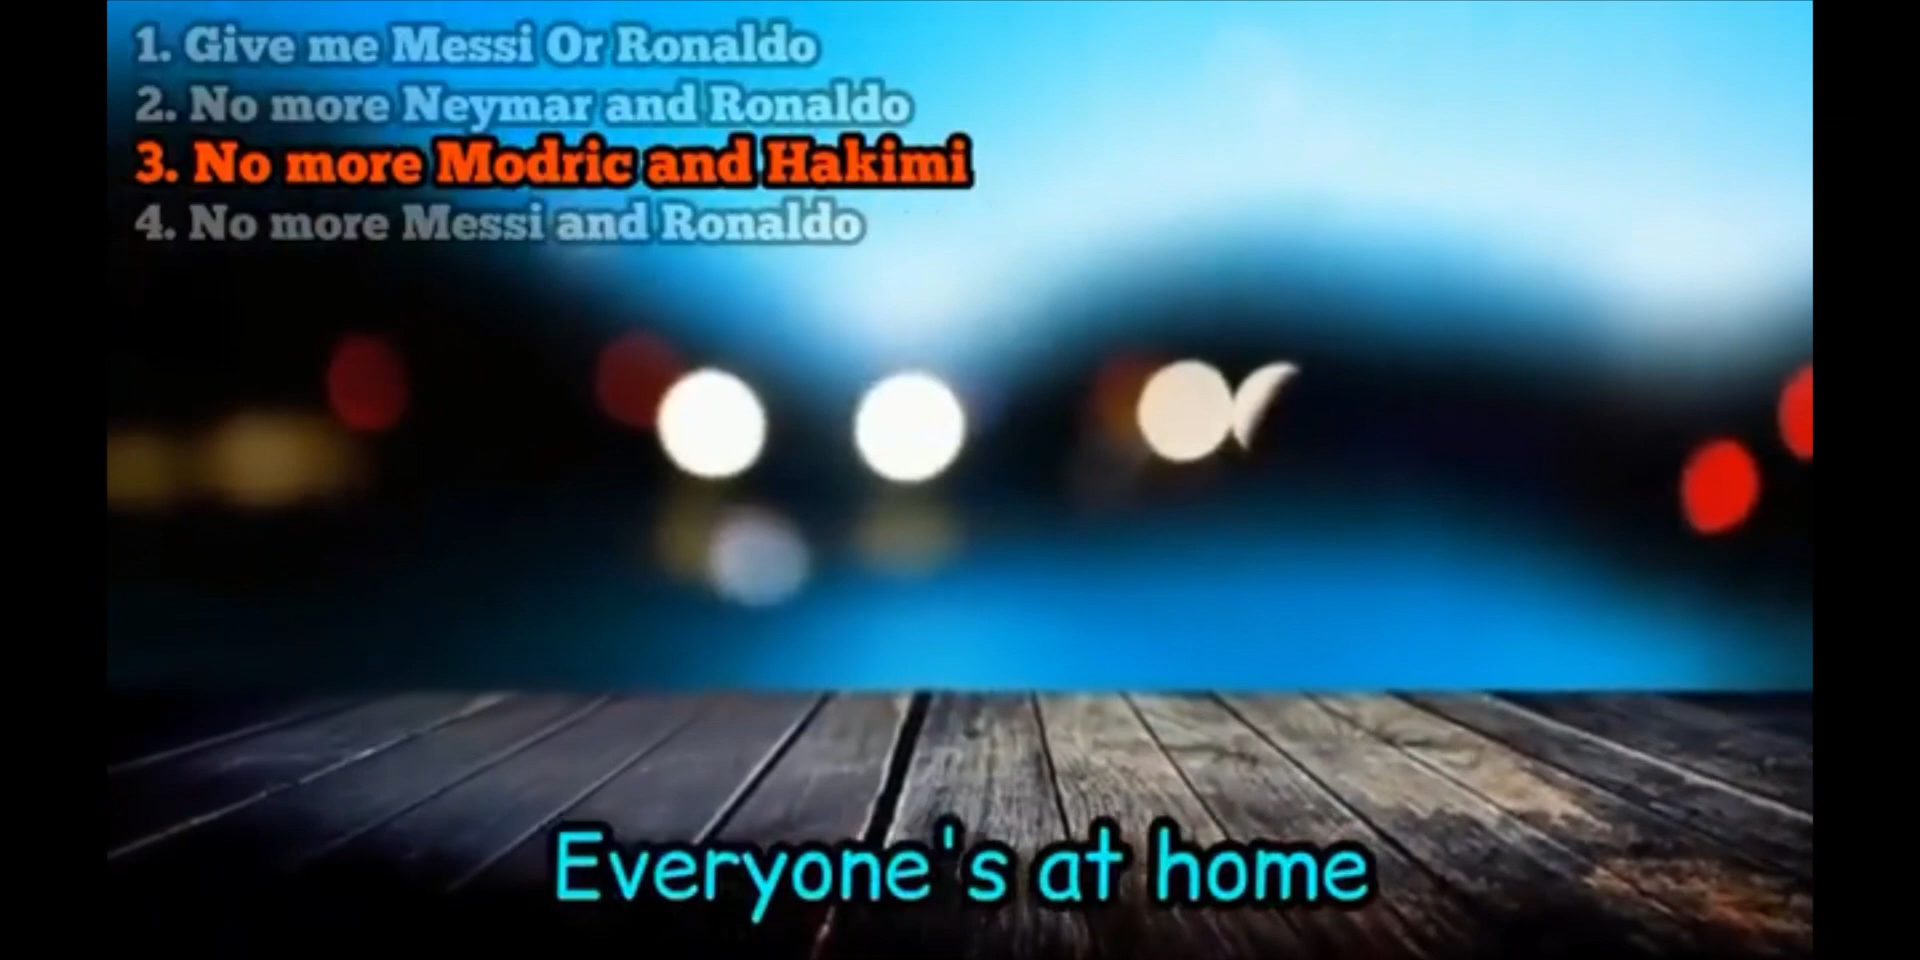 1. Give me Messi Or Ronaldo
2. No more Neymar and Ronaldo
3. No more Modric and Hakimi
4. No more Messi and Ronaldo
Everyone's at home